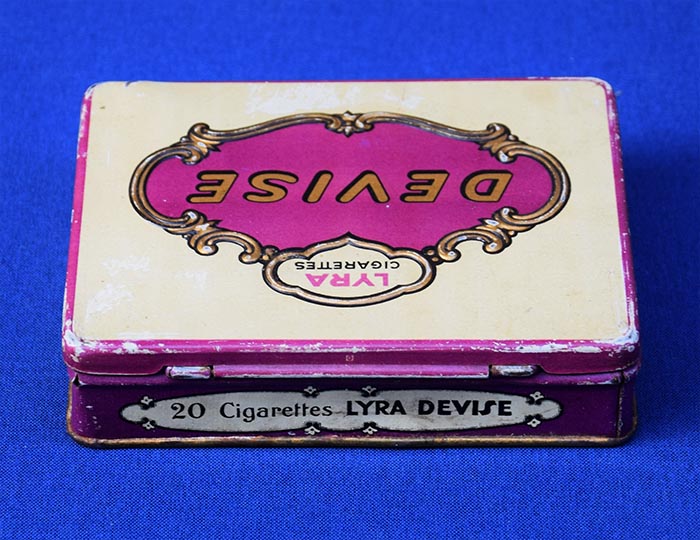 LYRA
CIGARETTES
DEVISE
20 Cigarettes LYRA DEVISE